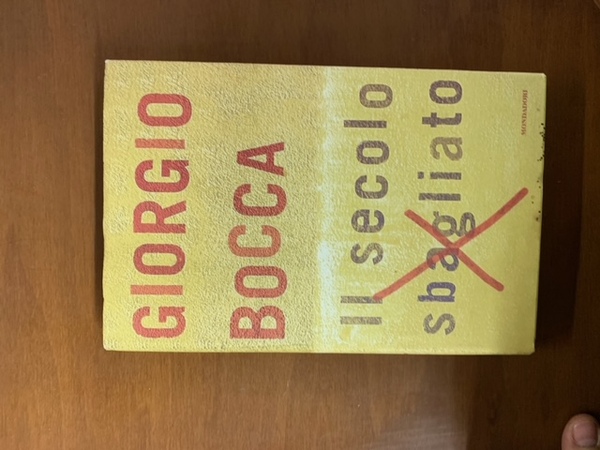 GIORGIO
BOCCA
Il secolo
sbagliato
MONDADORI